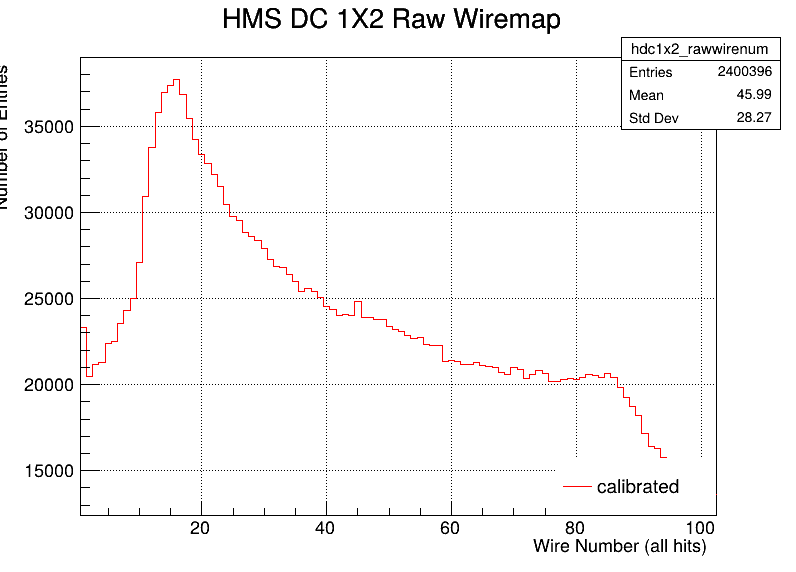 HMS DC 1X2 Raw Wiremap
hdc1x2_rawwirenum
Entries 2400396
Mean 45.99
Std Dev 28.27
Number of Entries
35000
30000
25000
20000
15000
calibrated
20 40 60 80 100
Wire Number (all hits)